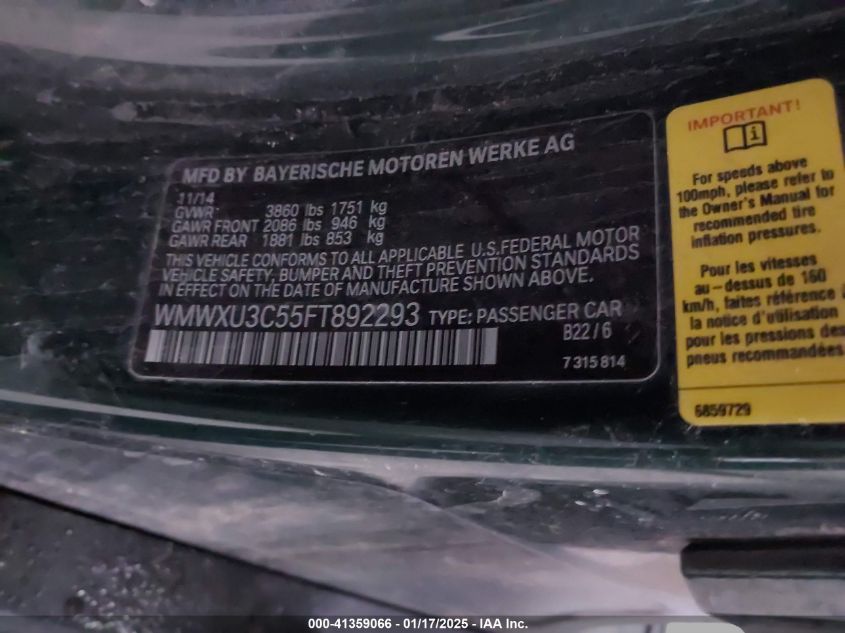 MFD BY BAYERISCHE MOTOREN WERKE AG
11/14
GVWR: 3860 lbs 1751 kg
GAWR FRONT 2086 lbs 946 kg
GAWR REAR 1881 lbs 853 kg
THIS VEHICLE CONFORMS TO ALL APPLICABLE U.S.FEDERAL MOTOR
VEHICLE SAFETY, BUMPER AND THEFT PREVENTION STANDARDS
IN EFFECT ON THE DATE OF MANUFACTURE SHOWN ABOVE.
WMWXU3C55FT892293 TYPE: PASSENGER CAR
B22/6
7 315 814
IMPORTANT!
For speeds above
100mph, please refer to
the Owner's Manual for
recommended tire
inflation pressures.
Pour les vitesses
au-dessus de 160
km/h, faites référence à
la notice d'utilisation
pour les pressions des
pneus recommandées
6859729
000-41359066 - 01/17/2025 - IAA Inc.